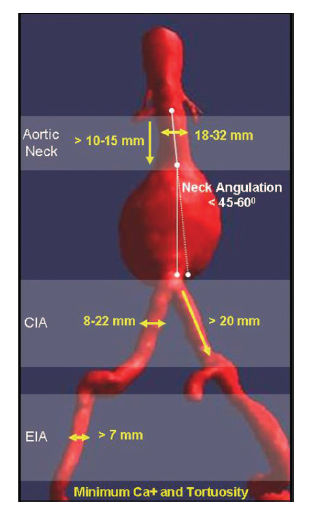 Aortic
Neck
> 10-15 mm
18-32 mm
Neck Angulation
< 45-60⁰
CIA
8-22 mm
> 20 mm
EIA
> 7 mm
Minimum Ca+ and Tortuosity